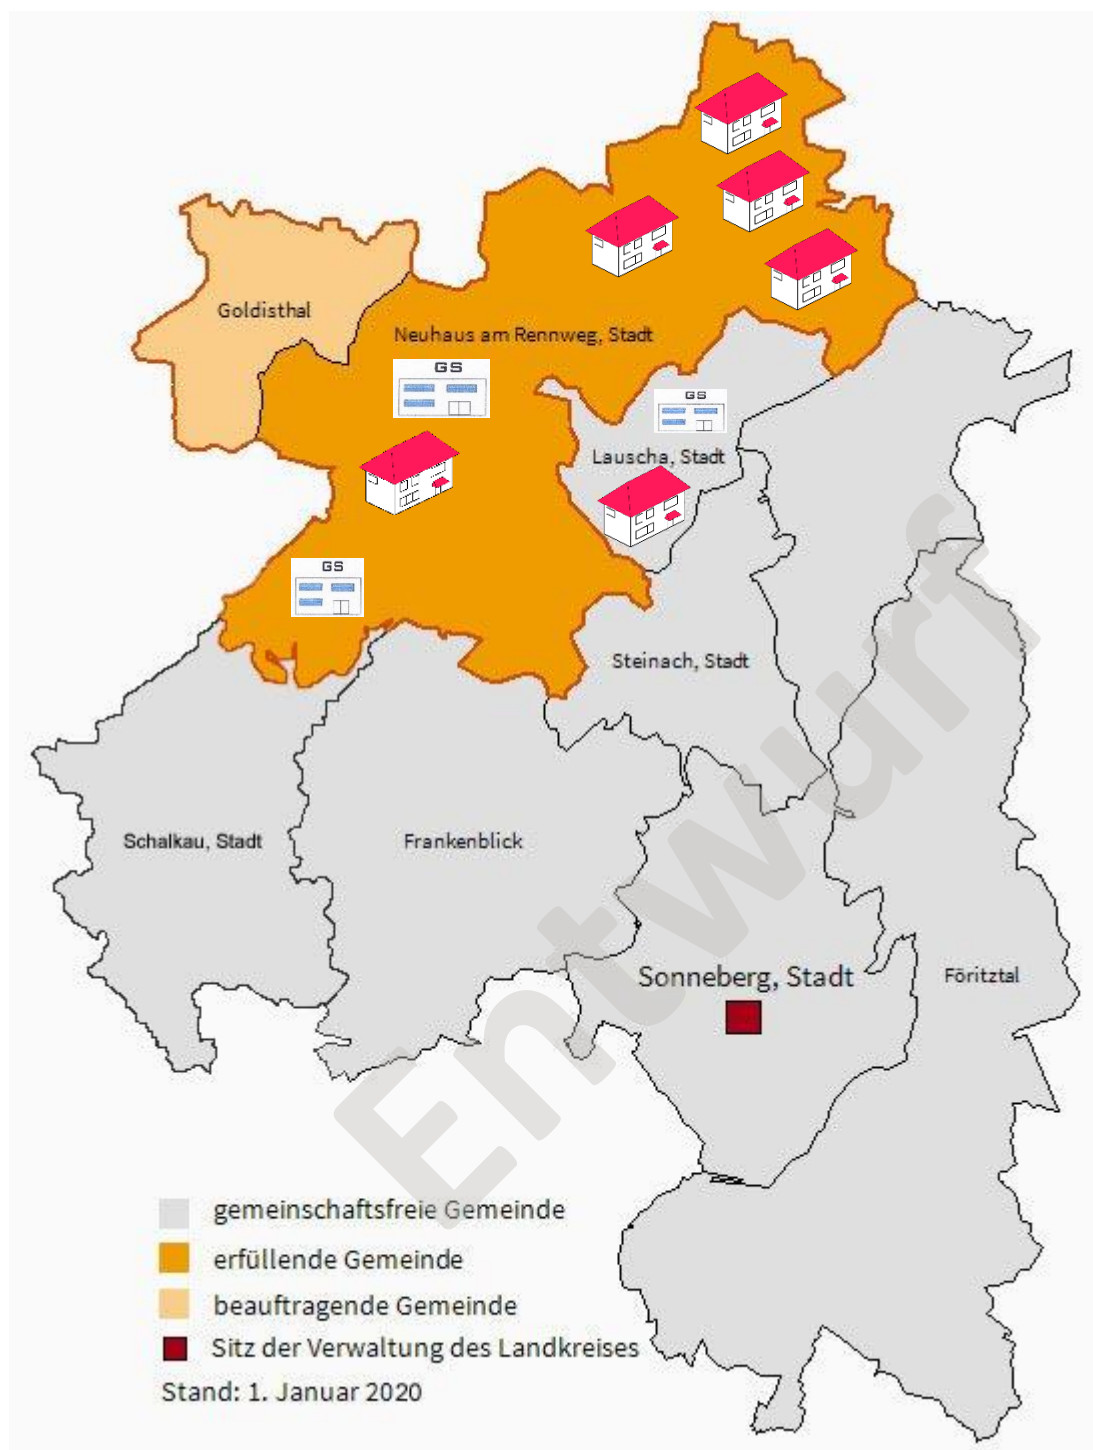 Goldisthal
Neuhaus am Rennweg, Stadt
GS
GS
Lauscha, Stadt
GS
Steinach, Stadt
Schalkau, Stadt
Frankenblick
Sonneberg, Stadt
Föritztal
Entwurf
gemeinschaftsfreie Gemeinde
erfüllende Gemeinde
beauftragende Gemeinde
Sitz der Verwaltung des Landkreises
Stand: 1. Januar 2020